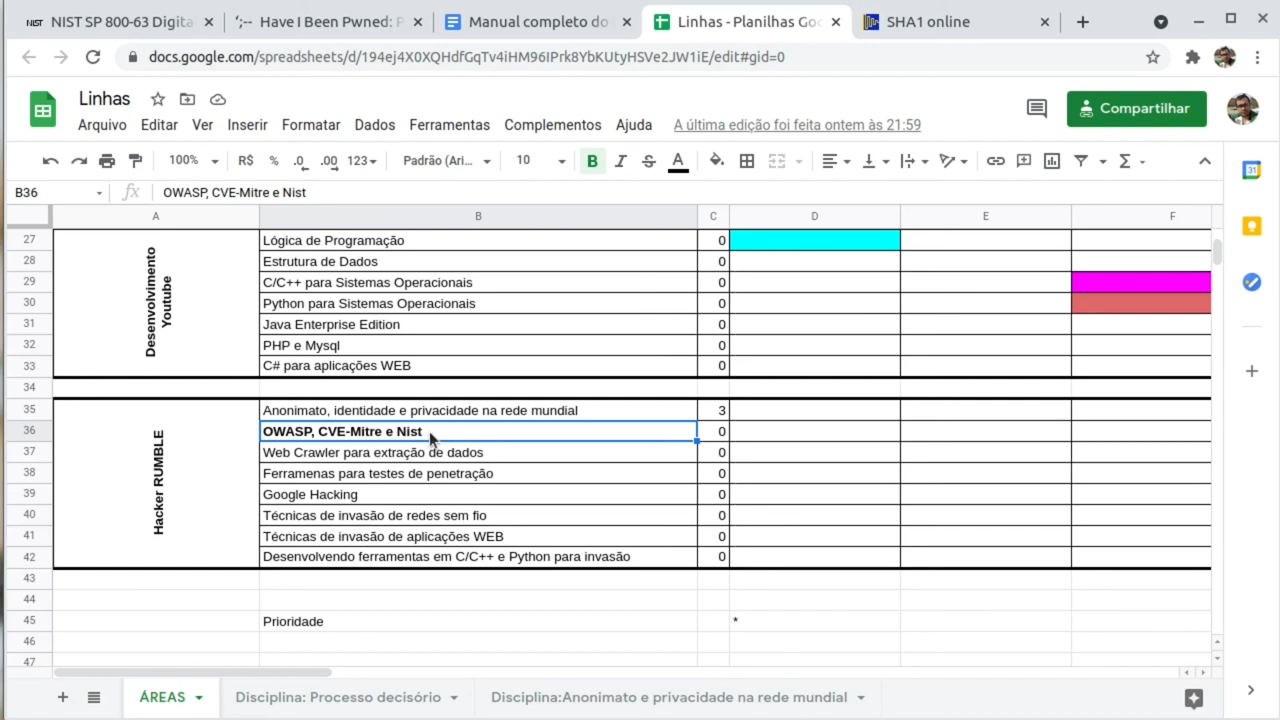 NIST SP 800-63 Digita
';-- Have I Been Pwned: P
Manual completo do
Linhas - Planilhas Goo
SHA1 online
docs.google.com/spreadsheets/d/194ej4X0XQHdfGqTv4iHM96IPrk8YbKUtyHSVe2JW1iE/edit#gid=0
Linhas
Arquivo Editar Ver Inserir Formatar Dados Ferramentas Complementos Ajuda A última edição foi feita ontem às 21:59
Compartilhar
100% R$ % .0 .00 123 Padrão (Ari... 10 B I S A Σ
31
B36 fx OWASP, CVE-Mitre e Nist
A B C D E F
Desenvolvimento
Youtube
27 Lógica de Programação 0
28 Estrutura de Dados 0
29 C/C++ para Sistemas Operacionais 0
30 Python para Sistemas Operacionais 0
31 Java Enterprise Edition 0
32 PHP e Mysql 0
33 C# para aplicações WEB 0
34
Hacker RUMBLE
35 Anonimato, identidade e privacidade na rede mundial 3
36 OWASP, CVE-Mitre e Nist 0
37 Web Crawler para extração de dados 0
38 Ferramenas para testes de penetração 0
39 Google Hacking 0
40 Técnicas de invasão de redes sem fio 0
41 Técnicas de invasão de aplicações WEB 0
42 Desenvolvendo ferramentas em C/C++ e Python para invasão 0
43
44
45 Prioridade *
46
47
ÁREAS Disciplina: Processo decisório Disciplina:Anonimato e privacidade na rede mundial